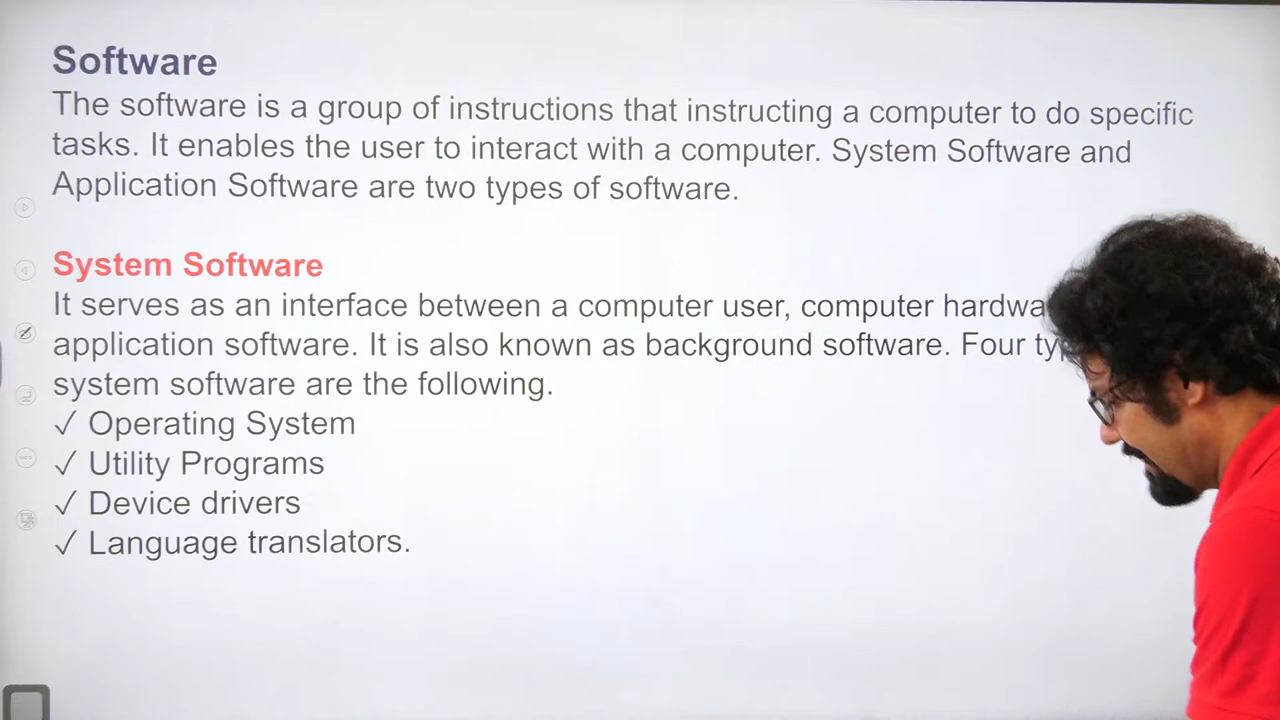 Software
The software is a group of instructions that instructing a computer to do specific
tasks. It enables the user to interact with a computer. System Software and
Application Software are two types of software.
System Software
It serves as an interface between a computer user, computer
application software. It is also known as background software. Four
system software are the following.
✓ Operating System
✓ Utility Programs
✓ Device drivers
✓ Language translators.